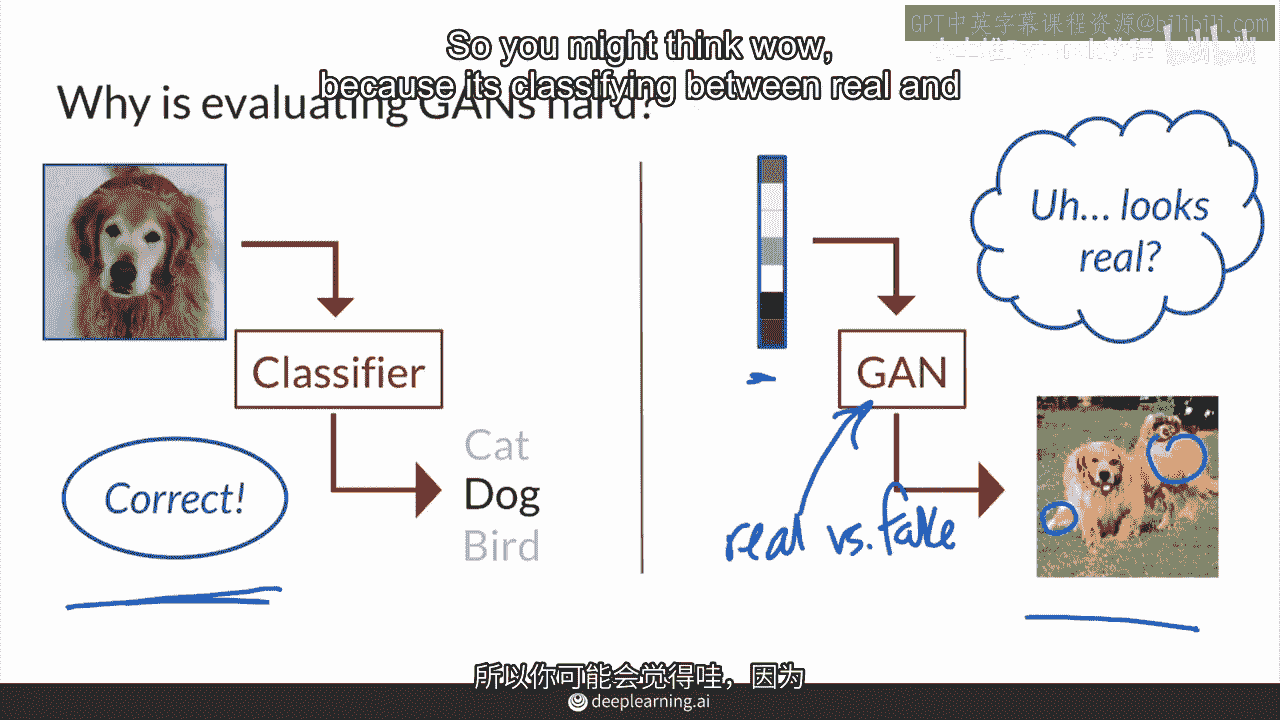 GPT中英字幕课程资源@bilibili.com
So you might think wow,
because its classifying between real and
Why is evaluating GANs hard?
Uh... looks
real?
Classifier
GAN
Cat
Dog
Bird
Correct!
real vs. fake
所以你可能会觉得哇，因为
deeplearning.ai